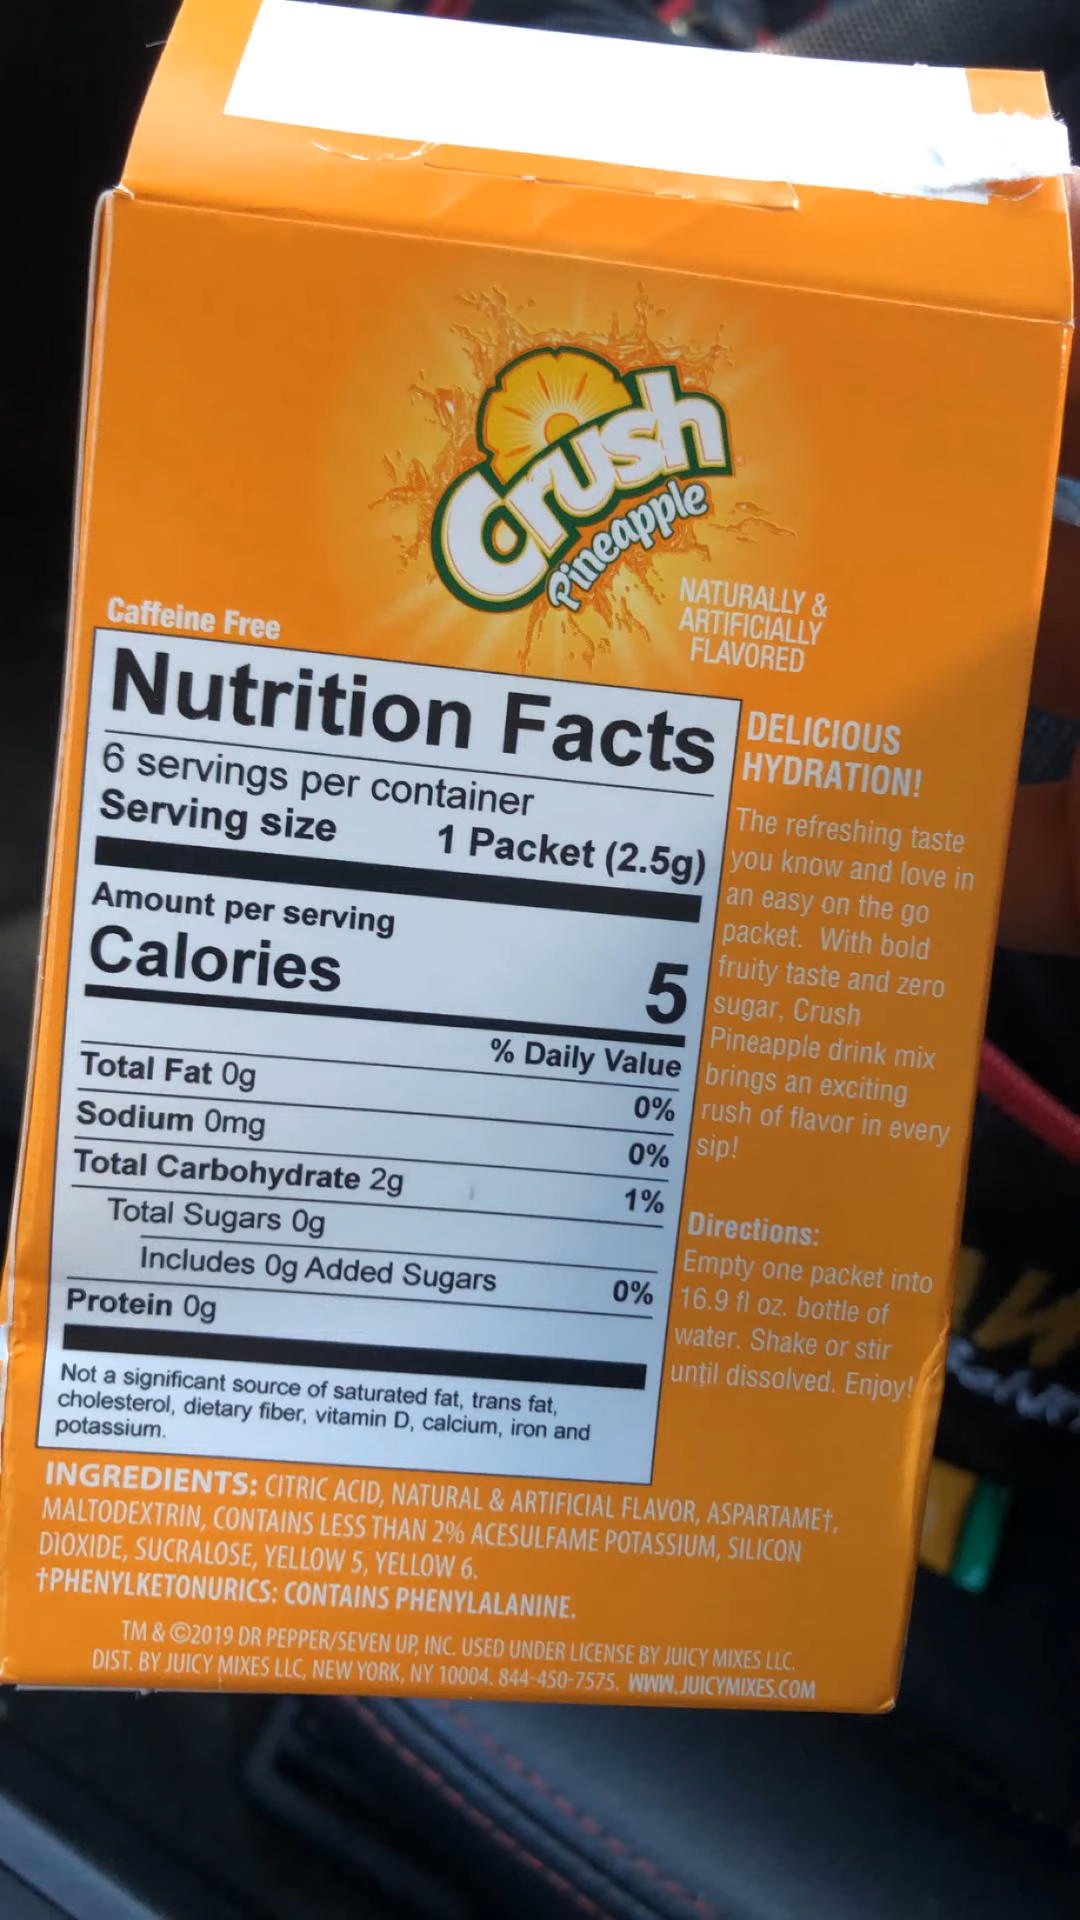 Crush
Pineapple
NATURALLY &
ARTIFICIALLY
FLAVORED
Caffeine Free
Nutrition Facts
6 servings per container
Serving size 1 Packet (2.5g)
Amount per serving
Calories 5
% Daily Value
Total Fat 0g 0%
Sodium 0mg 0%
Total Carbohydrate 2g 1%
Total Sugars 0g
Includes 0g Added Sugars 0%
Protein 0g
Not a significant source of saturated fat, trans fat,
cholesterol, dietary fiber, vitamin D, calcium, iron and
potassium.
DELICIOUS
HYDRATION!
The refreshing taste
you know and love in
an easy on the go
packet. With bold
fruity taste and zero
sugar, Crush
Pineapple drink mix
brings an exciting
rush of flavor in every
sip!
Directions:
Empty one packet into
16.9 fl oz. bottle of
water. Shake or stir
until dissolved. Enjoy!
INGREDIENTS: CITRIC ACID, NATURAL & ARTIFICIAL FLAVOR, ASPARTAME†,
MALTODEXTRIN, CONTAINS LESS THAN 2% ACESULFAME POTASSIUM, SILICON
DIOXIDE, SUCRALOSE, YELLOW 5, YELLOW 6.
†PHENYLKETONURICS: CONTAINS PHENYLALANINE.
TM & ©2019 DR PEPPER/SEVEN UP, INC. USED UNDER LICENSE BY JUICY MIXES LLC.
DIST. BY JUICY MIXES LLC, NEW YORK, NY 10004. 844-450-7575. WWW.JUICYMIXES.COM